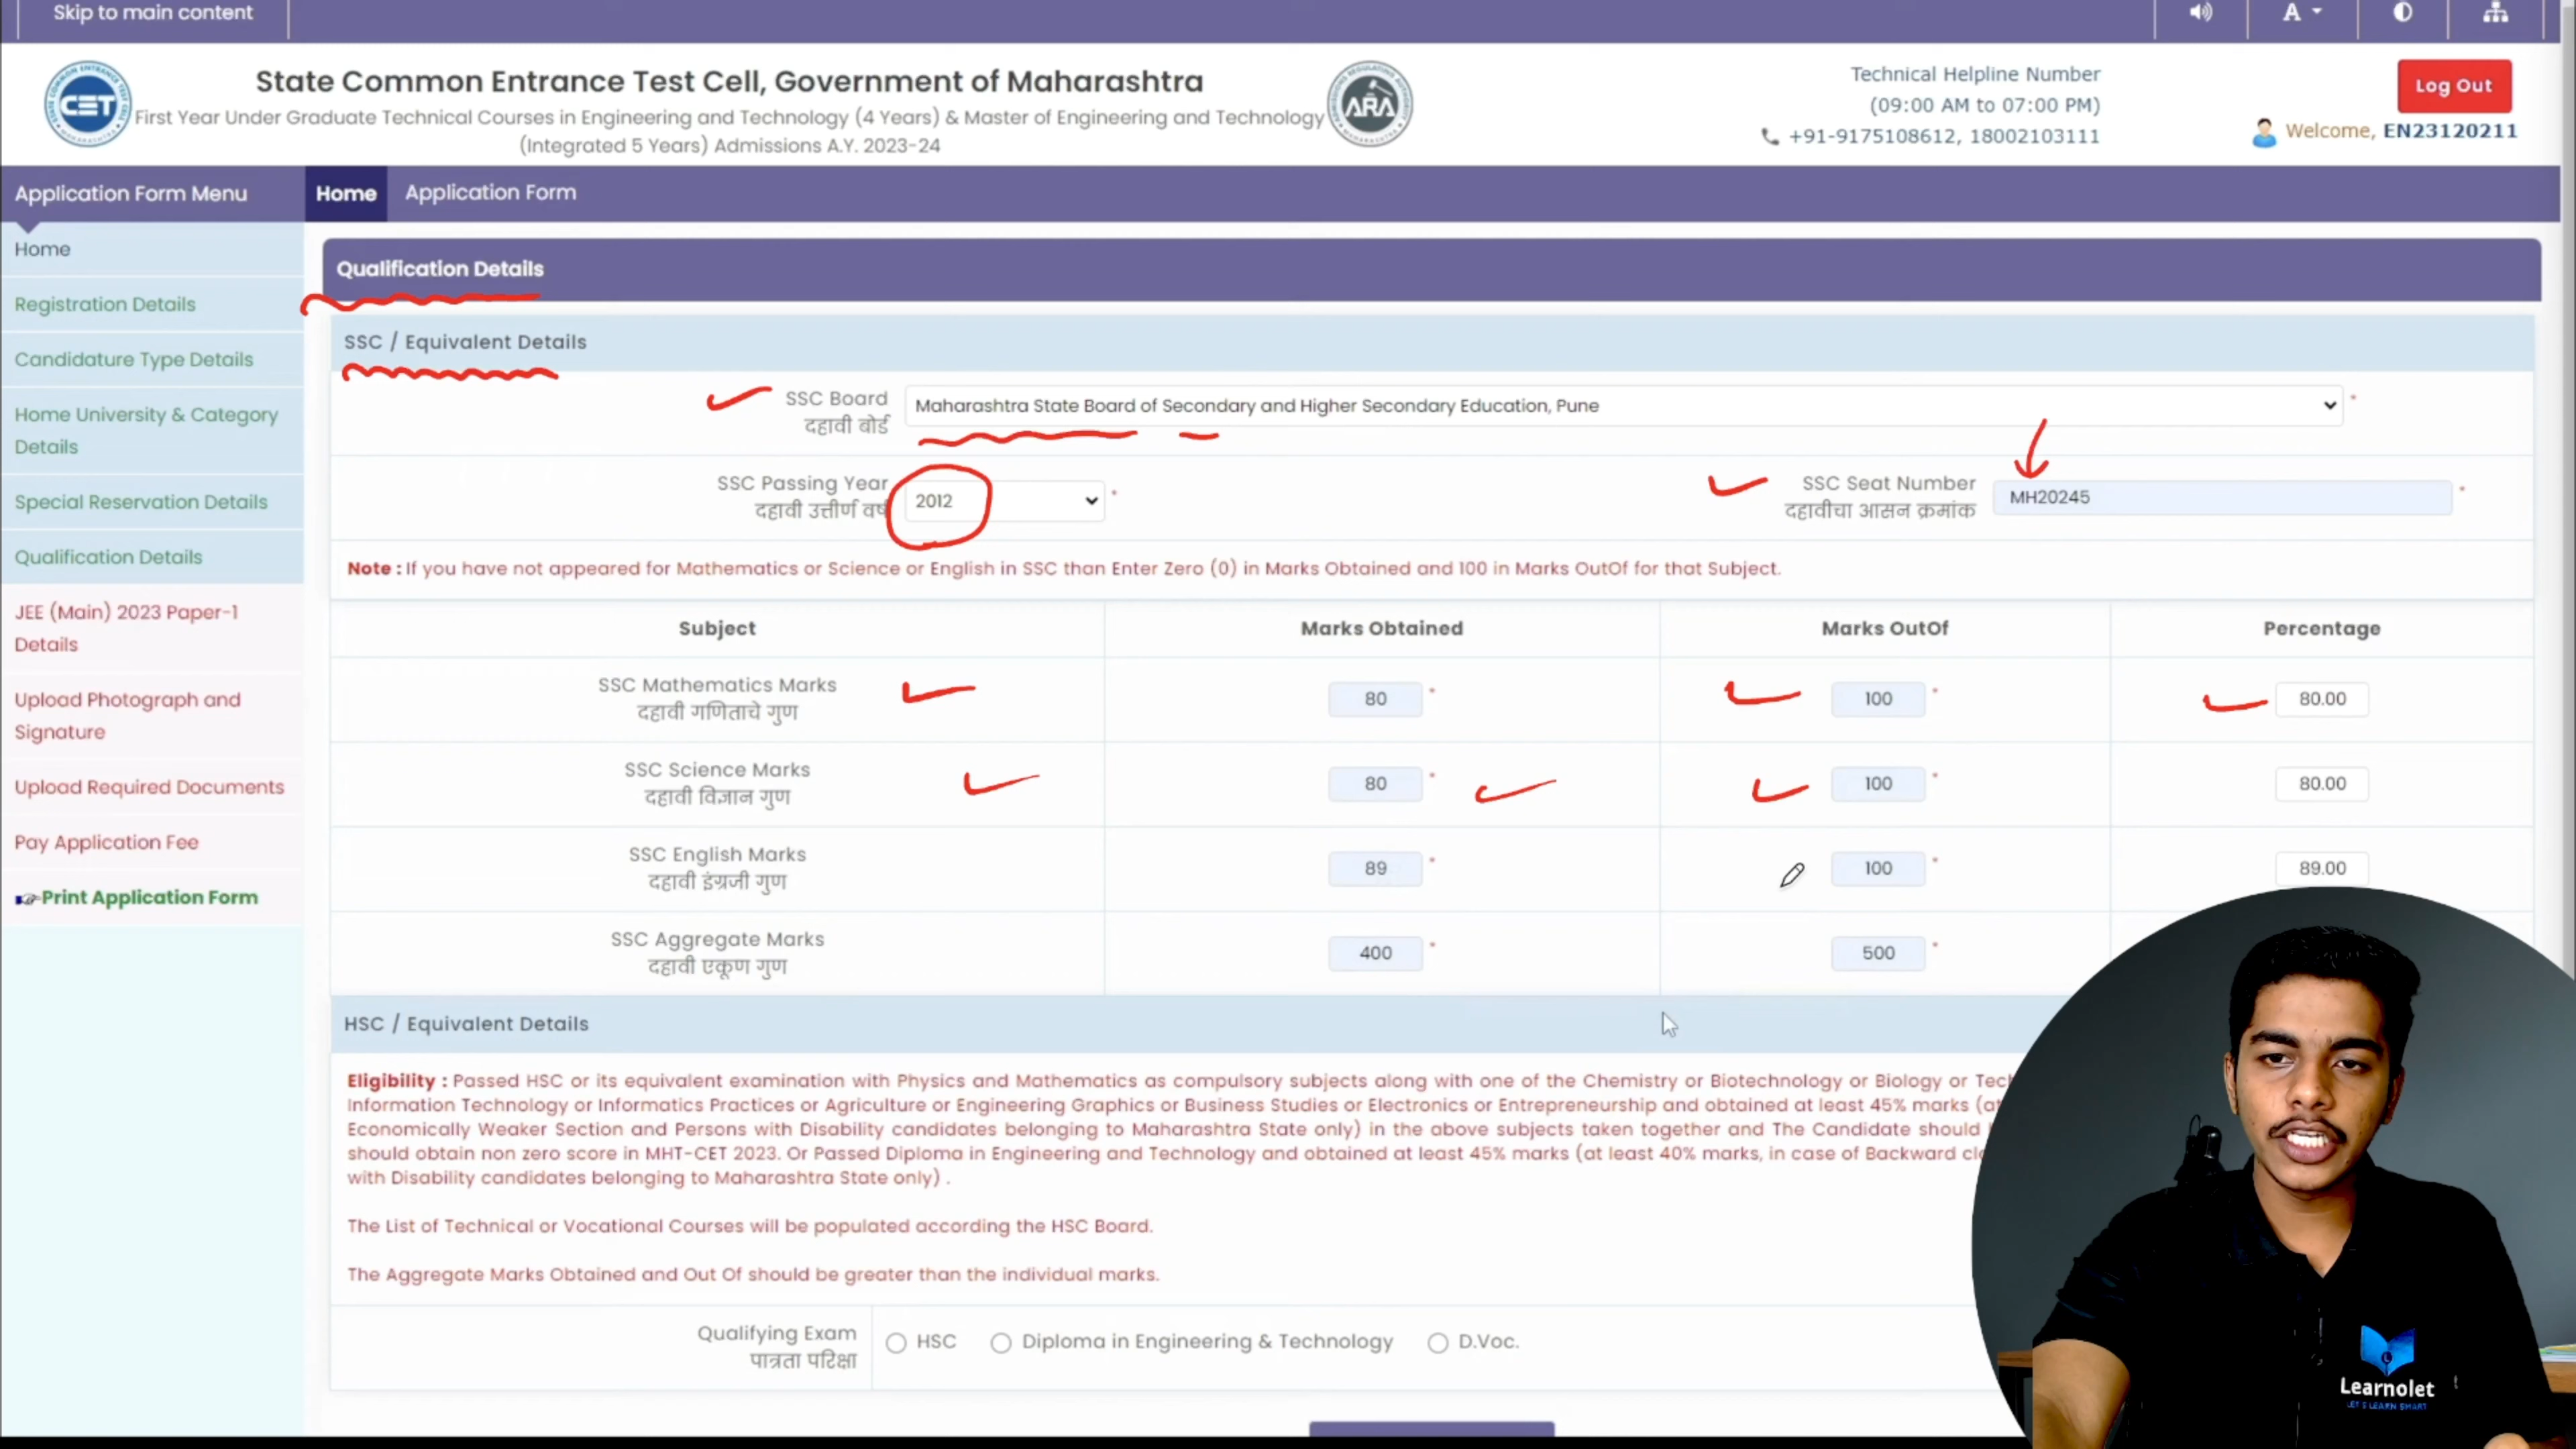 Skip to main content
A
CET
State Common Entrance Test Cell, Government of Maharashtra
First Year Under Graduate Technical Courses in Engineering and Technology (4 Years) & Master of Engineering and Technology
(Integrated 5 Years) Admissions A.Y. 2023-24
ARA
Technical Helpline Number
(09:00 AM to 07:00 PM)
+91-9175108612, 18002103111
Log Out
Welcome, EN23120211
Application Form Menu
Home
Application Form
Home
Registration Details
Candidature Type Details
Home University & Category
Details
Special Reservation Details
Qualification Details
JEE (Main) 2023 Paper-1
Details
Upload Photograph and
Signature
Upload Required Documents
Pay Application Fee
Print Application Form
Qualification Details
SSC / Equivalent Details
SSC Board
दहावी बोर्ड
Maharashtra State Board of Secondary and Higher Secondary Education, Pune *
SSC Passing Year
दहावी उत्तीर्ण वर्ष
2012 *
SSC Seat Number
दहावीचा आसन क्रमांक
MH20245 *
Note : If you have not appeared for Mathematics or Science or English in SSC than Enter Zero (0) in Marks Obtained and 100 in Marks OutOf for that Subject.
Subject Marks Obtained Marks OutOf Percentage
SSC Mathematics Marks
दहावी गणिताचे गुण
80 * 100 * 80.00
SSC Science Marks
दहावी विज्ञान गुण
80 * 100 * 80.00
SSC English Marks
दहावी इंग्रजी गुण
89 * 100 * 89.00
SSC Aggregate Marks
दहावी एकूण गुण
400 * 500 *
HSC / Equivalent Details
Eligibility : Passed HSC or its equivalent examination with Physics and Mathematics as compulsory subjects along with one of the Chemistry or Biotechnology or Biology or Tec
Information Technology or Informatics Practices or Agriculture or Engineering Graphics or Business Studies or Electronics or Entrepreneurship and obtained at least 45% marks (at
Economically Weaker Section and Persons with Disability candidates belonging to Maharashtra State only) in the above subjects taken together and The Candidate should
should obtain non zero score in MHT-CET 2023. Or Passed Diploma in Engineering and Technology and obtained at least 45% marks (at least 40% marks, in case of Backward cl
with Disability candidates belonging to Maharashtra State only) .
The List of Technical or Vocational Courses will be populated according the HSC Board.
The Aggregate Marks Obtained and Out Of should be greater than the individual marks.
Qualifying Exam
पात्रता परिक्षा
HSC
Diploma in Engineering & Technology
D.Voc.
Learnolet
LET'S LEARN SMART